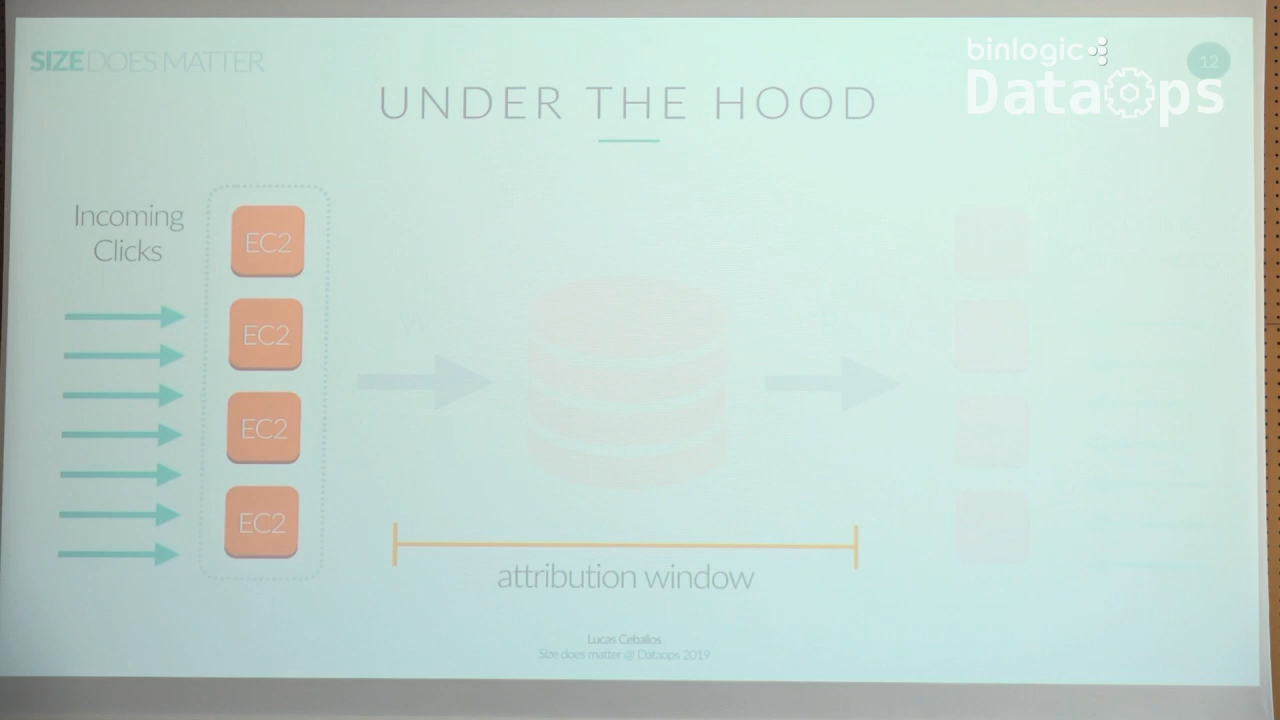 SIZE DOES MATTER
binlogic
DataOps
12
UNDER THE HOOD
Incoming
Clicks
EC2
EC2
EC2
EC2
attribution window
Lucas Ceballos
Size does matter @ Dataops 2019